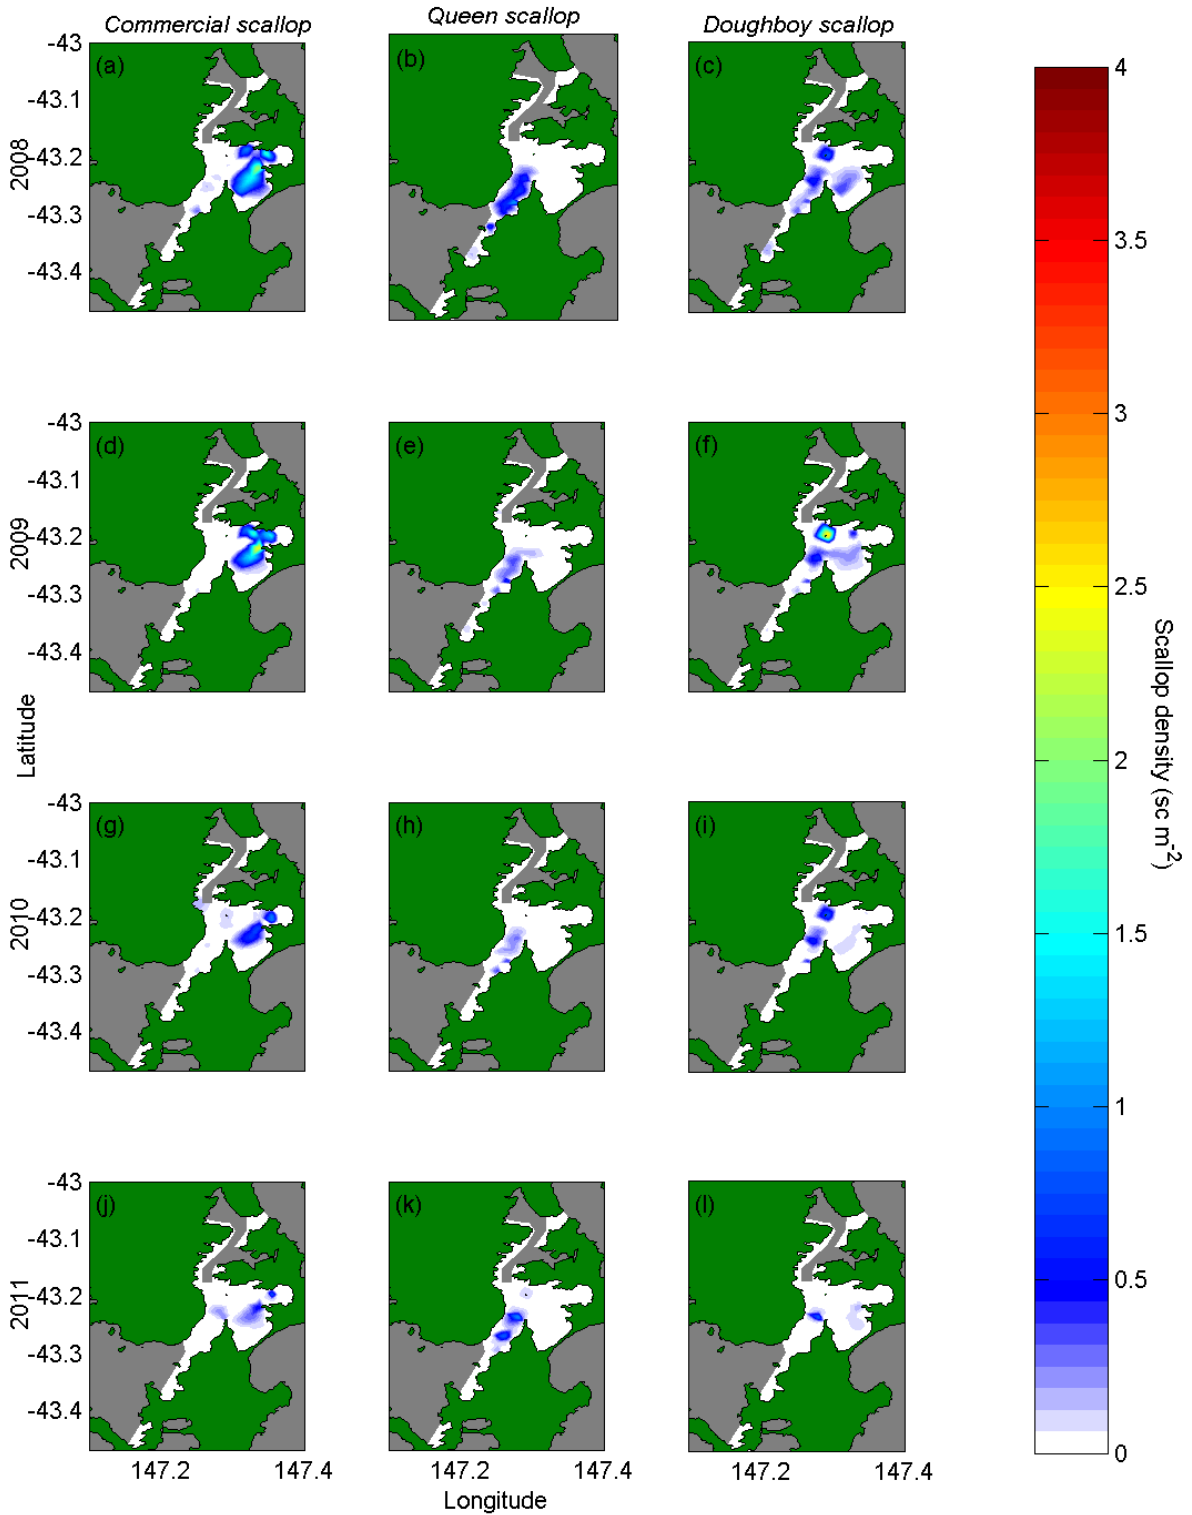 Commercial scallop
Queen scallop
Doughboy scallop
(a)
(b)
(c)
-43
-43.1
-43.2
-43.3
-43.4
2008
(d)
(e)
(f)
-43
-43.1
-43.2
-43.3
-43.4
2009
Latitude
(g)
(h)
(i)
-43
-43.1
-43.2
-43.3
-43.4
2010
(j)
(k)
(l)
-43
-43.1
-43.2
-43.3
-43.4
2011
147.2
147.4
147.2
147.4
147.2
147.4
Longitude
4
3.5
3
2.5
2
1.5
1
0.5
0
Scallop density (sc m⁻²)